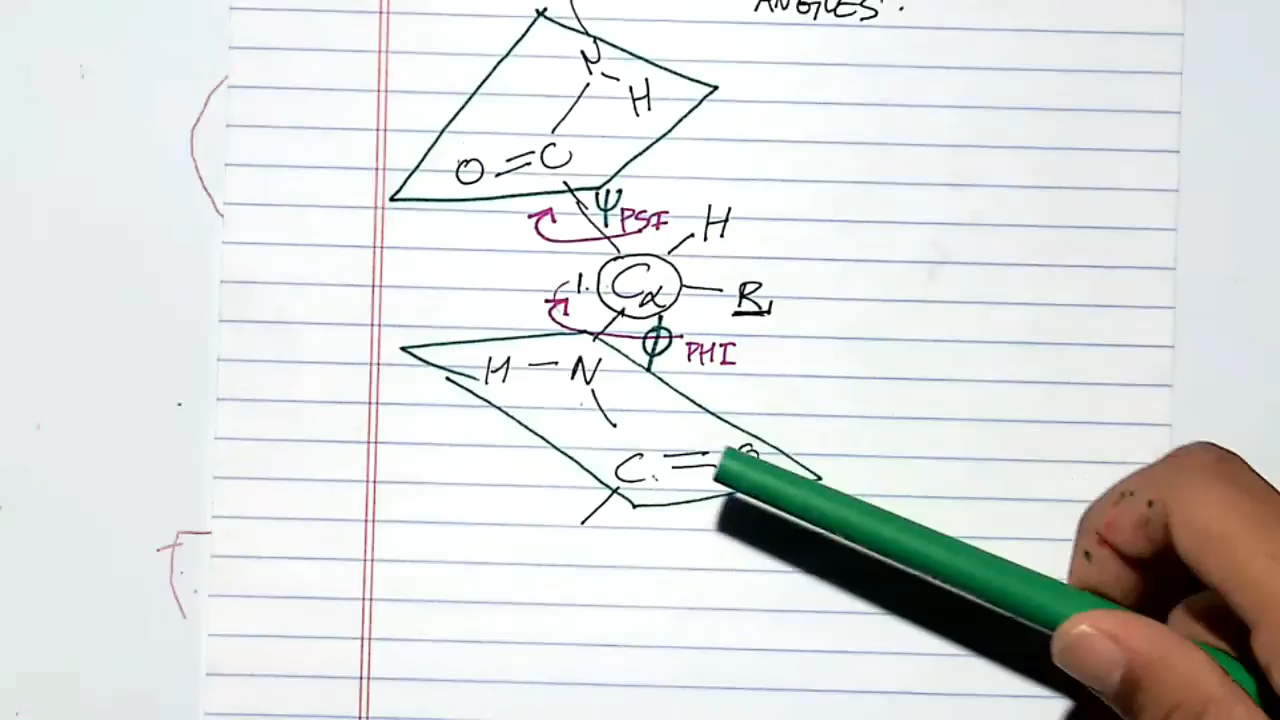 ANGLES.
N
H
O=C
Ψ PSI
H
Cα
R
Φ PHI
H-N
C=